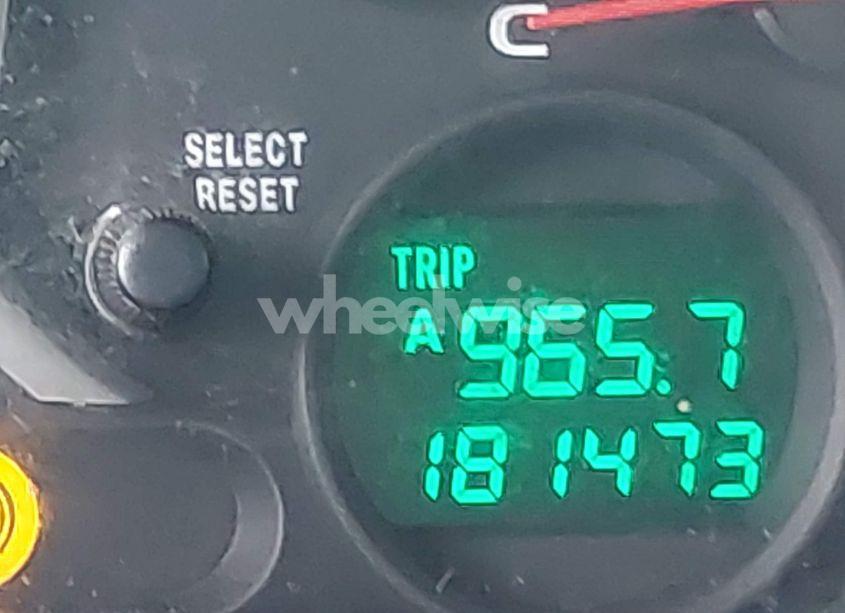 C
SELECT
RESET
TRIP
wheelwise
A 965.7
181473